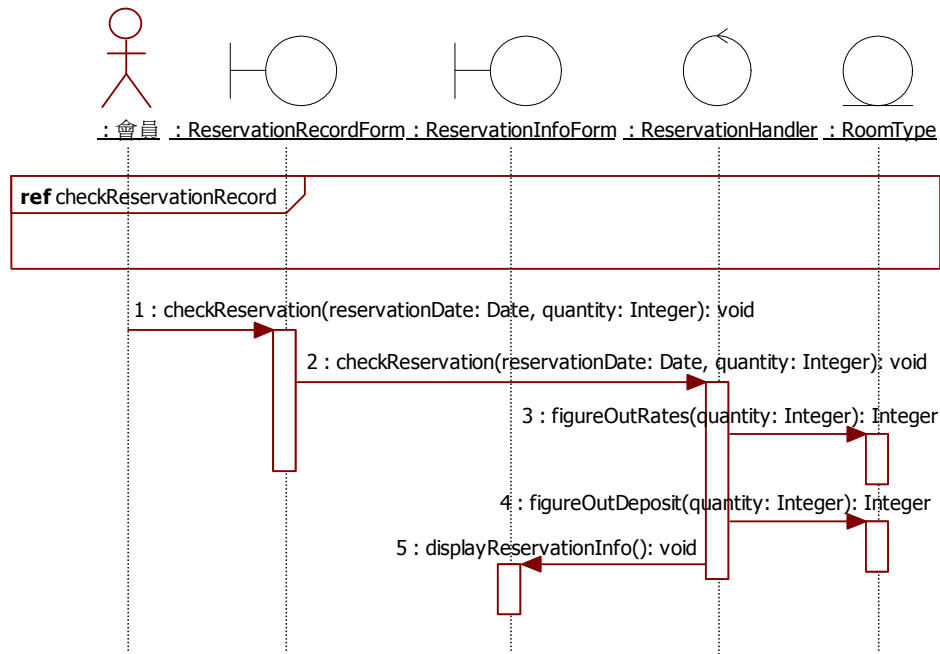 : 會員 : ReservationRecordForm : ReservationInfoForm : ReservationHandler : RoomType
ref checkReservationRecord
1 : checkReservation(reservationDate: Date, quantity: Integer): void
2 : checkReservation(reservationDate: Date, quantity: Integer): void
3 : figureOutRates(quantity: Integer): Integer
4 : figureOutDeposit(quantity: Integer): Integer
5 : displayReservationInfo(): void